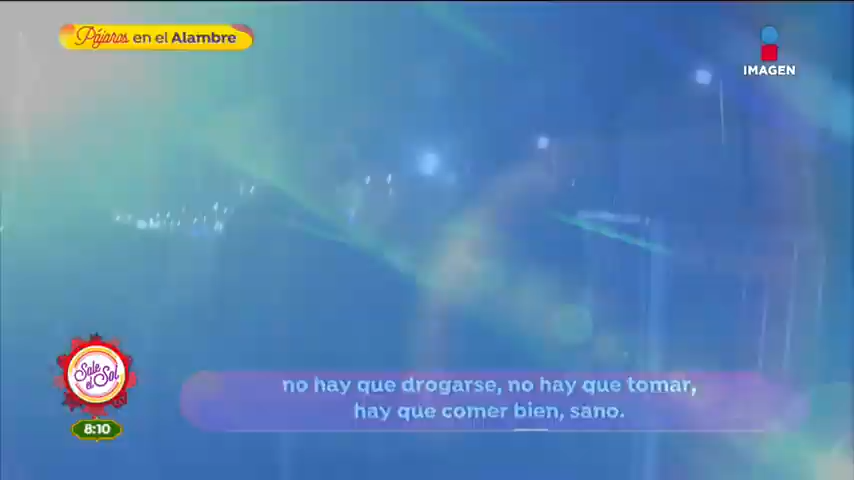 Pájaros en el Alambre
IMAGEN
Sale
el Sol
8:10
no hay que drogarse, no hay que tomar,
hay que comer bien, sano.